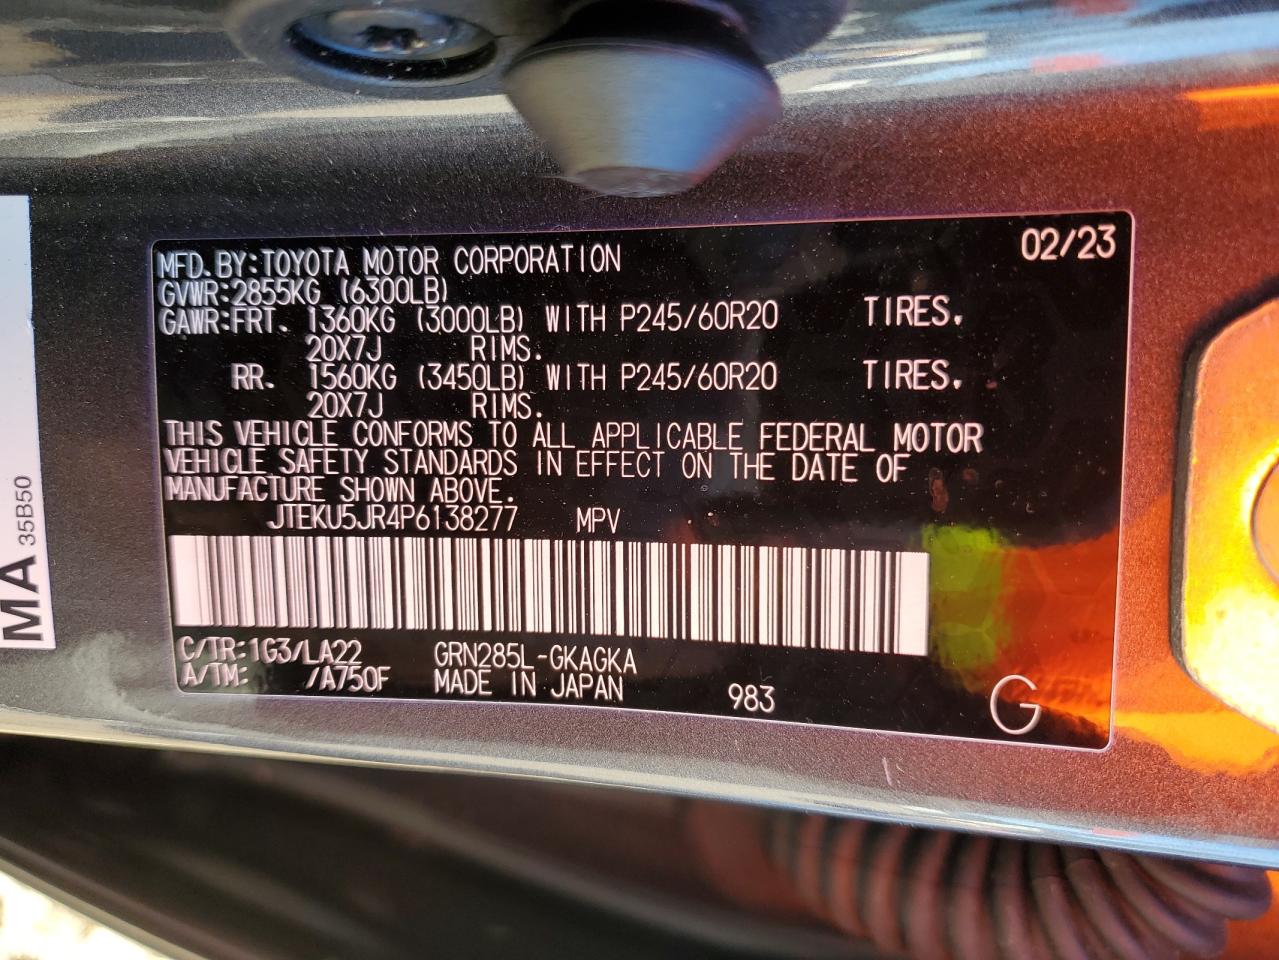 MFD.BY:TOYOTA MOTOR CORPORATION 02/23
GVWR:2855KG (6300LB)
GAWR:FRT. 1360KG (3000LB) WITH P245/60R20 TIRES.
20X7J RIMS.
RR. 1560KG (3450LB) WITH P245/60R20 TIRES.
20X7J RIMS.
THIS VEHICLE CONFORMS TO ALL APPLICABLE FEDERAL MOTOR
VEHICLE SAFETY STANDARDS IN EFFECT ON THE DATE OF
MANUFACTURE SHOWN ABOVE.
JTEKU5JR4P6138277 MPV
C/TR:1G3/LA22 GRN285L-GKAGKA
A/TM: /A750F MADE IN JAPAN 983 G
MA 35B50